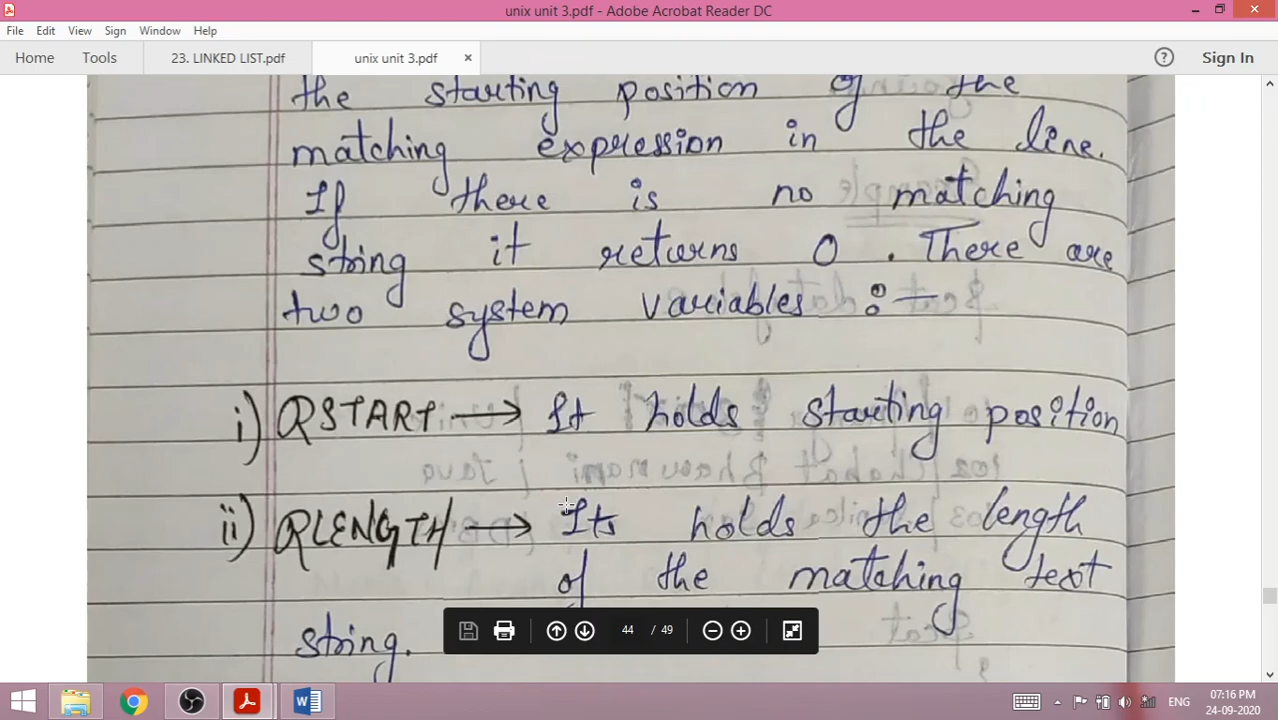 unix unit 3.pdf - Adobe Acrobat Reader DC
File Edit View Sign Window Help
Home Tools 23. LINKED LIST.pdf unix unit 3.pdf × ? Sign In
the starting position of the
matching expression in the line.
If there is no matching
string it returns 0 . There are
two system variables :-
i) RSTART → It holds starting position
ii) RLENGTH → Its holds the length
of the matching text
string.
44 / 49
ENG 07:16 PM
24-09-2020